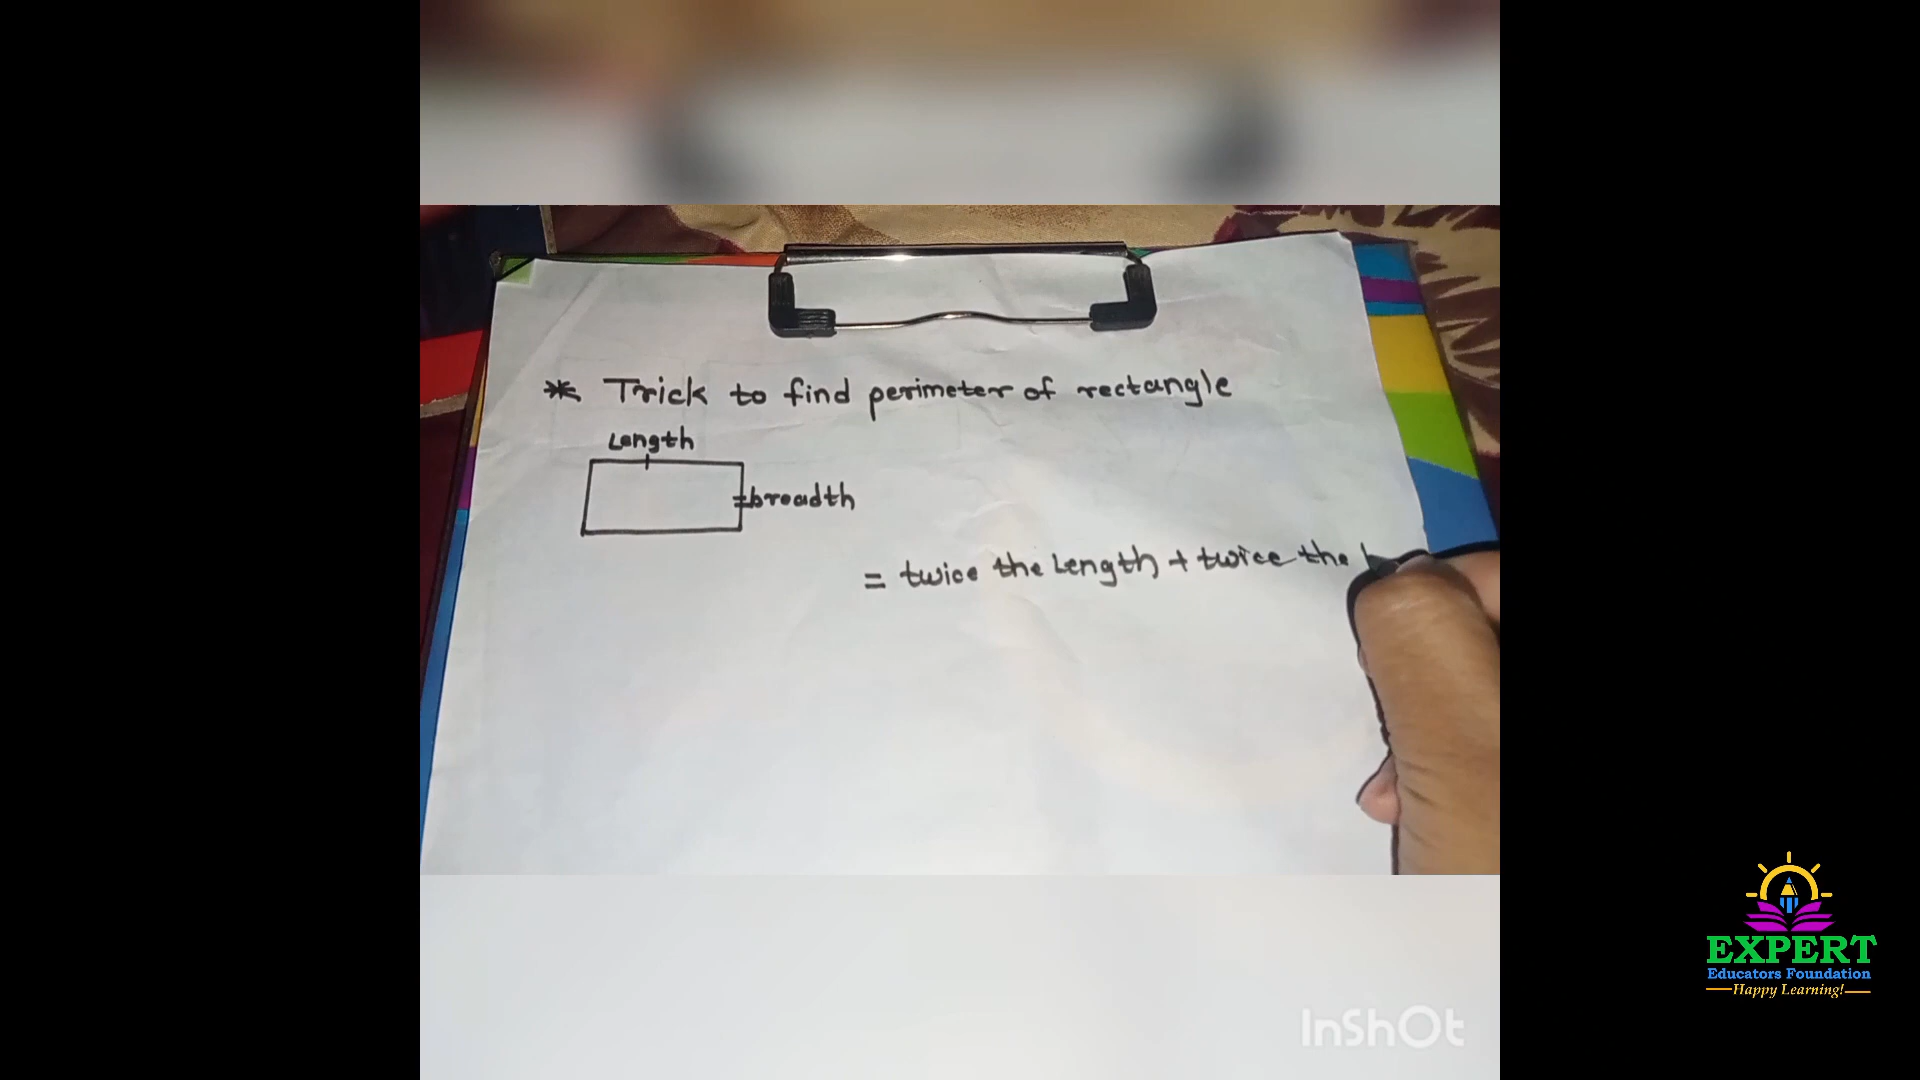 * Trick to find perimeter of rectangle
Length
breadth
= twice the Length + twice the
EXPERT
Educators Foundation
Happy Learning!
InShOt